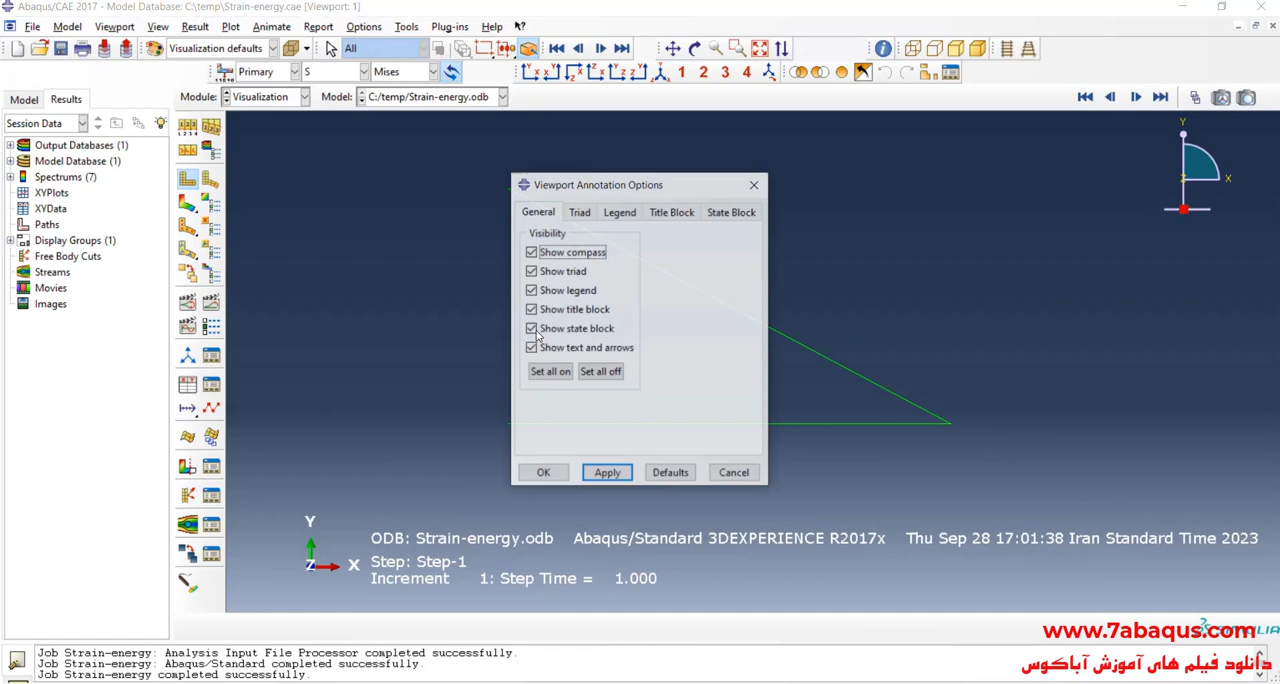 Abaqus/CAE 2017 - Model Database: C:\temp\Strain-energy.cae [Viewport: 1]
File Model Viewport View Result Plot Animate Report Options Tools Plug-ins Help
Visualization defaults All
Primary S Mises 1 2 3 4
Model Results Module: Visualization Model: C:/temp/Strain-energy.odb
Session Data
Output Databases (1)
Model Database (1)
Spectrums (7)
XYPlots
XYData
Paths
Display Groups (1)
Free Body Cuts
Streams
Movies
Images
Y
X
Z
Viewport Annotation Options
General Triad Legend Title Block State Block
Visibility
Show compass
Show triad
Show legend
Show title block
Show state block
Show text and arrows
Set all on Set all off
OK Apply Defaults Cancel
Y
Z X
ODB: Strain-energy.odb Abaqus/Standard 3DEXPERIENCE R2017x Thu Sep 28 17:01:38 Iran Standard Time 2023
Step: Step-1
Increment 1: Step Time = 1.000
www.7abaqus.com
دانلود فیلم های آموزش آباکوس
Job Strain-energy: Analysis Input File Processor completed successfully.
Job Strain-energy: Abaqus/Standard completed successfully.
Job Strain-energy completed successfully.